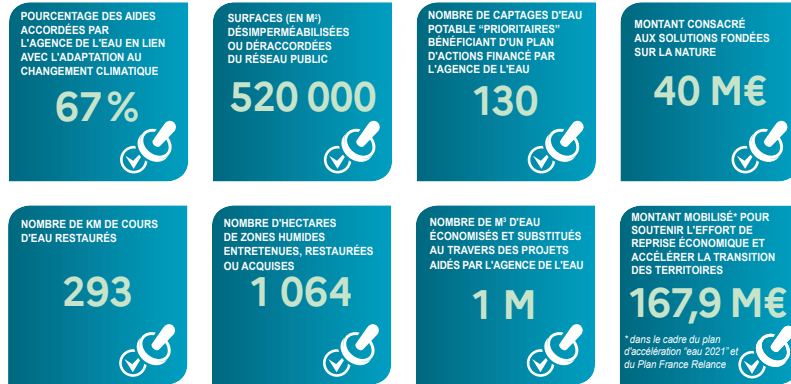 POURCENTAGE DES AIDES
ACCORDÉES PAR
L'AGENCE DE L'EAU EN LIEN
AVEC L'ADAPTATION AU
CHANGEMENT CLIMATIQUE
67 %
SURFACES (EN M²)
DÉSIMPERMÉABILISÉES
OU DÉRACCORDÉES
DU RÉSEAU PUBLIC
520 000
NOMBRE DE CAPTAGES D'EAU
POTABLE “PRIORITAIRES”
BÉNÉFICIANT D'UN PLAN
D'ACTIONS FINANCÉ PAR
L'AGENCE DE L'EAU
130
MONTANT CONSACRÉ
AUX SOLUTIONS FONDÉES
SUR LA NATURE
40 M€
NOMBRE DE KM DE COURS
D'EAU RESTAURÉS
293
NOMBRE D'HECTARES
DE ZONES HUMIDES
ENTRETENUES, RESTAURÉES
OU ACQUISES
1 064
NOMBRE DE M³ D'EAU
ÉCONOMISÉS ET SUBSTITUÉS
AU TRAVERS DES PROJETS
AIDÉS PAR L'AGENCE DE L'EAU
1 M
MONTANT MOBILISÉ* POUR
SOUTENIR L'EFFORT DE
REPRISE ÉCONOMIQUE ET
ACCÉLÉRER LA TRANSITION
DES TERRITOIRES
167,9 M€
* dans le cadre du plan
d'accélération “eau 2021” et
du Plan France Relance